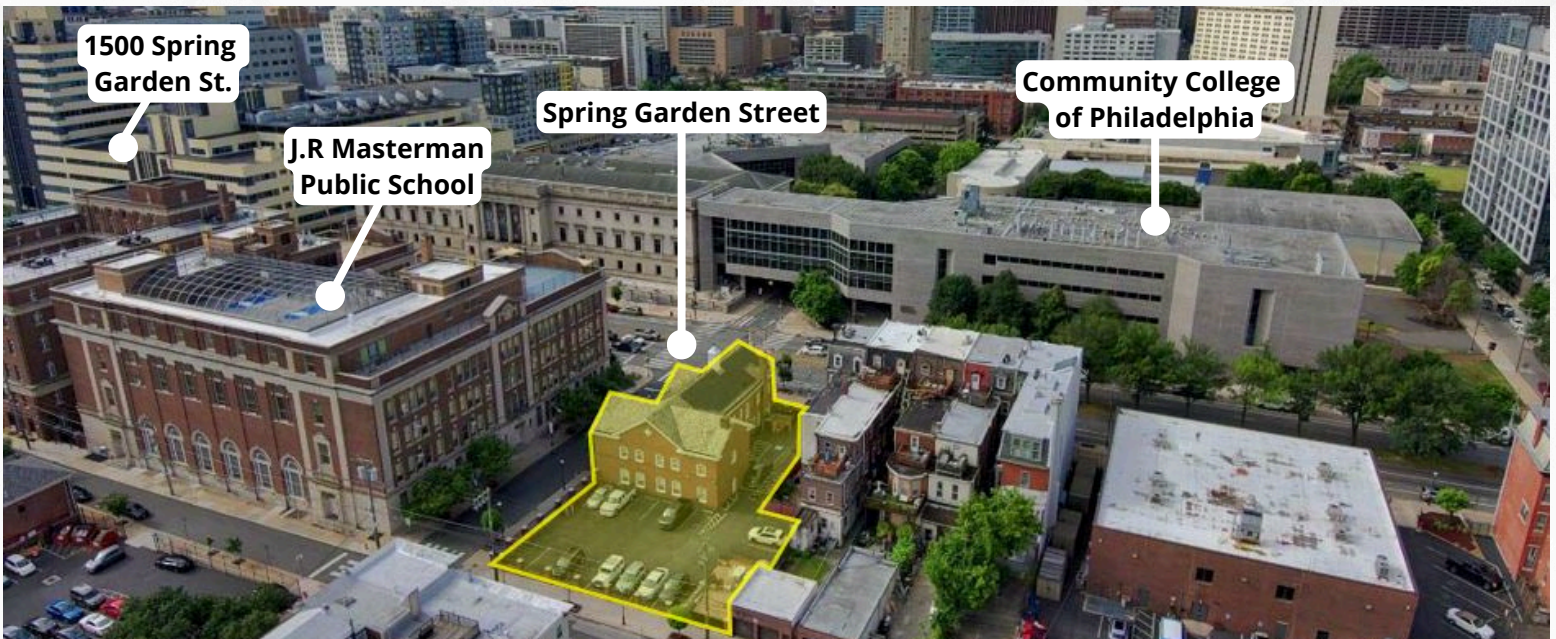 1500 Spring
Garden St.
J.R Masterman
Public School
Spring Garden Street
Community College
of Philadelphia